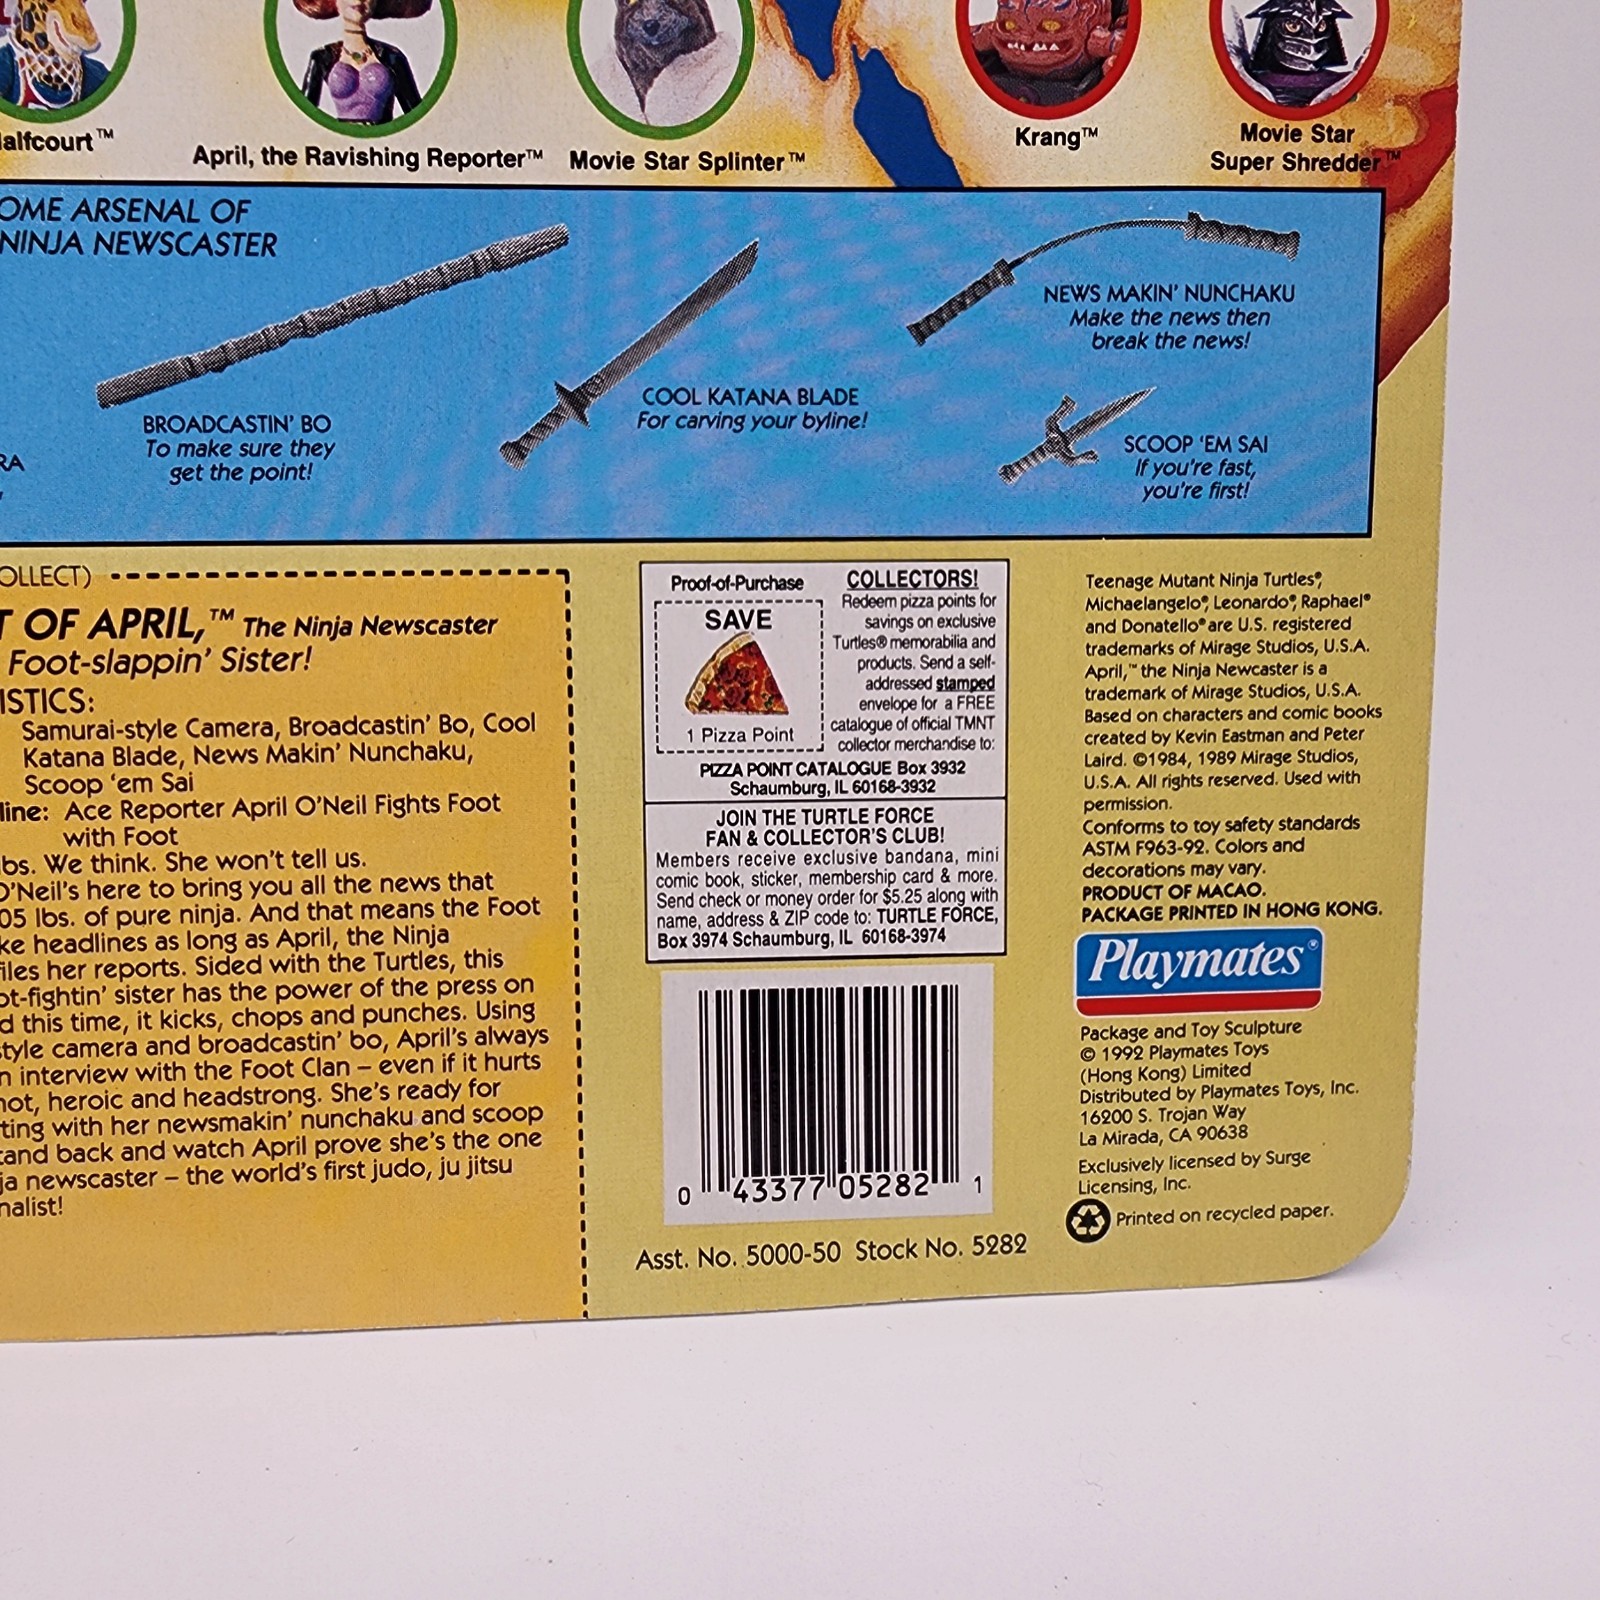 alfcourt™
April, the Ravishing Reporter™
Movie Star Splinter™
Krang™
Movie Star
Super Shredder™
OME ARSENAL OF
NINJA NEWSCASTER
BROADCASTIN' BO
To make sure they
get the point!
COOL KATANA BLADE
For carving your byline!
NEWS MAKIN' NUNCHAKU
Make the news then
break the news!
SCOOP 'EM SAI
If you're fast,
you're first!
RA
OLLECT)
T OF APRIL,™ The Ninja Newscaster
Foot-slappin' Sister!
ISTICS:
Samurai-style Camera, Broadcastin' Bo, Cool
Katana Blade, News Makin' Nunchaku,
Scoop 'em Sai
line: Ace Reporter April O'Neil Fights Foot
with Foot
bs. We think. She won't tell us.
O'Neil's here to bring you all the news that
05 lbs. of pure ninja. And that means the Foot
ke headlines as long as April, the Ninja
files her reports. Sided with the Turtles, this
ot-fightin' sister has the power of the press on
d this time, it kicks, chops and punches. Using
style camera and broadcastin' bo, April's always
n interview with the Foot Clan – even if it hurts
hot, heroic and headstrong. She's ready for
ting with her newsmakin' nunchaku and scoop
tand back and watch April prove she's the one
ja newscaster – the world's first judo, ju jitsu
nalist!
Proof-of-Purchase
SAVE
1 Pizza Point
COLLECTORS!
Redeem pizza points for
savings on exclusive
Turtles® memorabilia and
products. Send a self-
addressed stamped
envelope for a FREE
catalogue of official TMNT
collector merchandise to:
PIZZA POINT CATALOGUE Box 3932
Schaumburg, IL 60168-3932
JOIN THE TURTLE FORCE
FAN & COLLECTOR'S CLUB!
Members receive exclusive bandana, mini
comic book, sticker, membership card & more.
Send check or money order for $5.25 along with
name, address & ZIP code to: TURTLE FORCE,
Box 3974 Schaumburg, IL 60168-3974
0 43377 05282 1
Asst. No. 5000-50 Stock No. 5282
Teenage Mutant Ninja Turtles®,
Michaelangelo®, Leonardo®, Raphael®
and Donatello® are U.S. registered
trademarks of Mirage Studios, U.S.A.
April,™ the Ninja Newcaster is a
trademark of Mirage Studios, U.S.A.
Based on characters and comic books
created by Kevin Eastman and Peter
Laird. ©1984, 1989 Mirage Studios,
U.S.A. All rights reserved. Used with
permission.
Conforms to toy safety standards
ASTM F963-92. Colors and
decorations may vary.
PRODUCT OF MACAO.
PACKAGE PRINTED IN HONG KONG.
Playmates®
Package and Toy Sculpture
© 1992 Playmates Toys
(Hong Kong) Limited
Distributed by Playmates Toys, Inc.
16200 S. Trojan Way
La Mirada, CA 90638
Exclusively licensed by Surge
Licensing, Inc.
Printed on recycled paper.